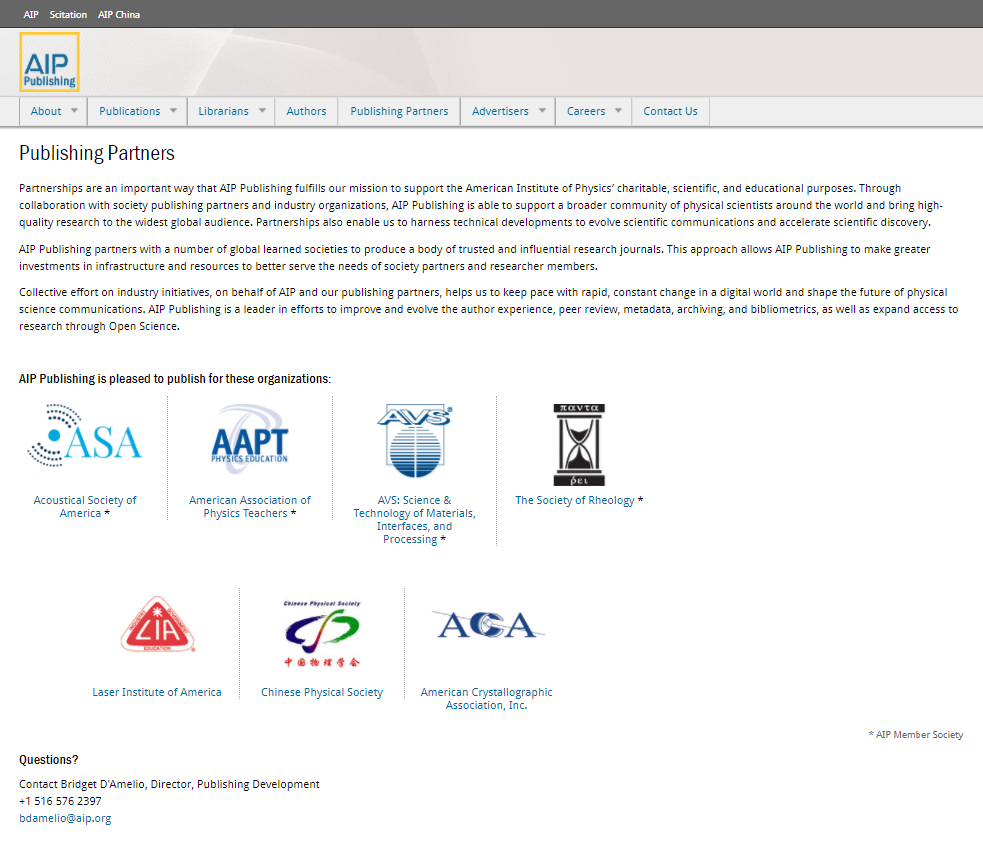 AIP Scitation AIP China
AIP
Publishing
About Publications Librarians Authors Publishing Partners Advertisers Careers Contact Us
Publishing Partners
Partnerships are an important way that AIP Publishing fulfills our mission to support the American Institute of Physics’ charitable, scientific, and educational purposes. Through
collaboration with society publishing partners and industry organizations, AIP Publishing is able to support a broader community of physical scientists around the world and bring high-
quality research to the widest global audience. Partnerships also enable us to harness technical developments to evolve scientific communications and accelerate scientific discovery.
AIP Publishing partners with a number of global learned societies to produce a body of trusted and influential research journals. This approach allows AIP Publishing to make greater
investments in infrastructure and resources to better serve the needs of society partners and researcher members.
Collective effort on industry initiatives, on behalf of AIP and our publishing partners, helps us to keep pace with rapid, constant change in a digital world and shape the future of physical
science communications. AIP Publishing is a leader in efforts to improve and evolve the author experience, peer review, metadata, archiving, and bibliometrics, as well as expand access to
research through Open Science.
AIP Publishing is pleased to publish for these organizations:
ASA
Acoustical Society of
America *
AAPT
PHYSICS EDUCATION
American Association of
Physics Teachers *
AVS®
AVS: Science &
Technology of Materials,
Interfaces, and
Processing *
παντα
ῥει
The Society of Rheology *
LIA
EDUCATION
Laser Institute of America
Chinese Physical Society
中国物理学会
Chinese Physical Society
ACA
American Crystallographic
Association, Inc.
* AIP Member Society
Questions?
Contact Bridget D'Amelio, Director, Publishing Development
+1 516 576 2397
bdamelio@aip.org